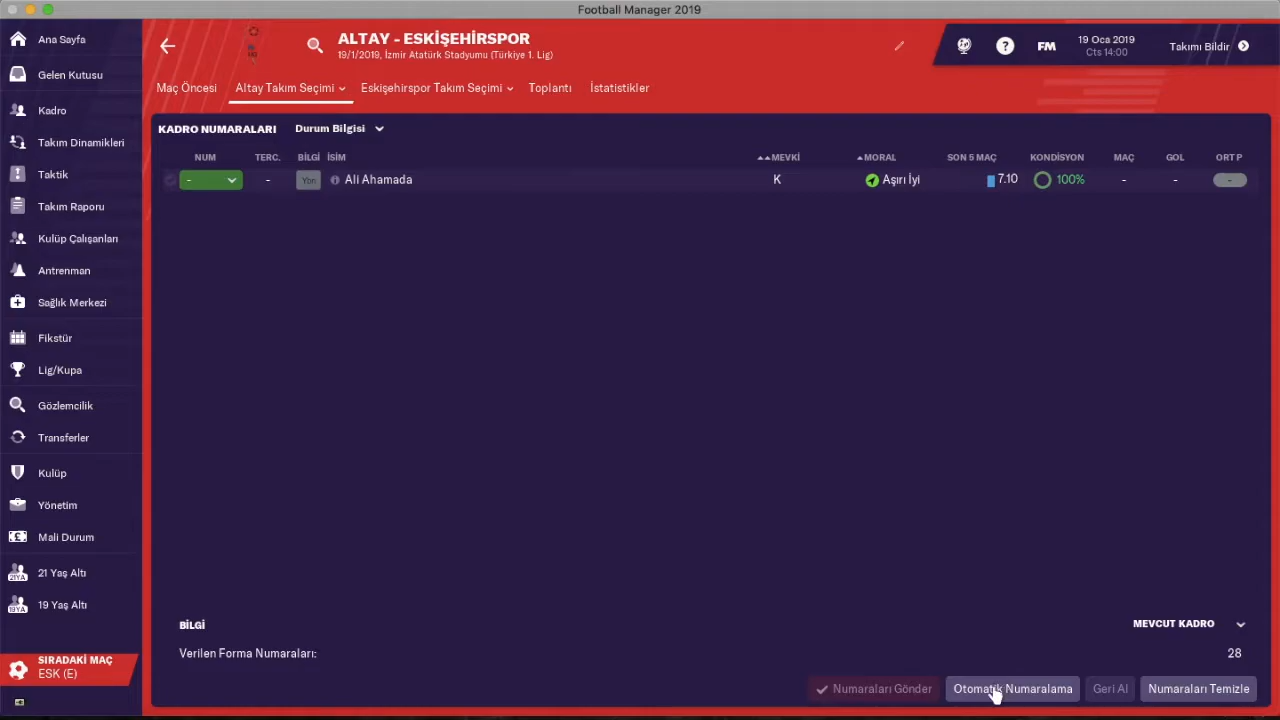 Football Manager 2019
Ana Sayfa
Gelen Kutusu
Kadro
Takım Dinamikleri
Taktik
Takım Raporu
Kulüp Çalışanları
Antrenman
Sağlık Merkezi
Fikstür
Lig/Kupa
Gözlemcilik
Transferler
Kulüp
Yönetim
Mali Durum
21YA 21 Yaş Altı
19YA 19 Yaş Altı
SIRADAKİ MAÇ
ESK (E)
ALTAY - ESKİŞEHİRSPOR
19/1/2019, İzmir Atatürk Stadyumu (Türkiye 1. Lig)
? FM 19 Oca 2019 Takımı Bildir
Cts 14:00
Maç Öncesi Altay Takım Seçimi Eskişehirspor Takım Seçimi Toplantı İstatistikler
KADRO NUMARALARI Durum Bilgisi
NUM TERC. BİLGİ İSİM MEVKİ MORAL SON 5 MAÇ KONDİSYON MAÇ GOL ORT P
- - Ybn Ali Ahamada K Aşırı İyi 7.10 100% - - -
BİLGİ MEVCUT KADRO
Verilen Forma Numaraları: 28
Numaraları Gönder Otomatik Numaralama Geri Al Numaraları Temizle